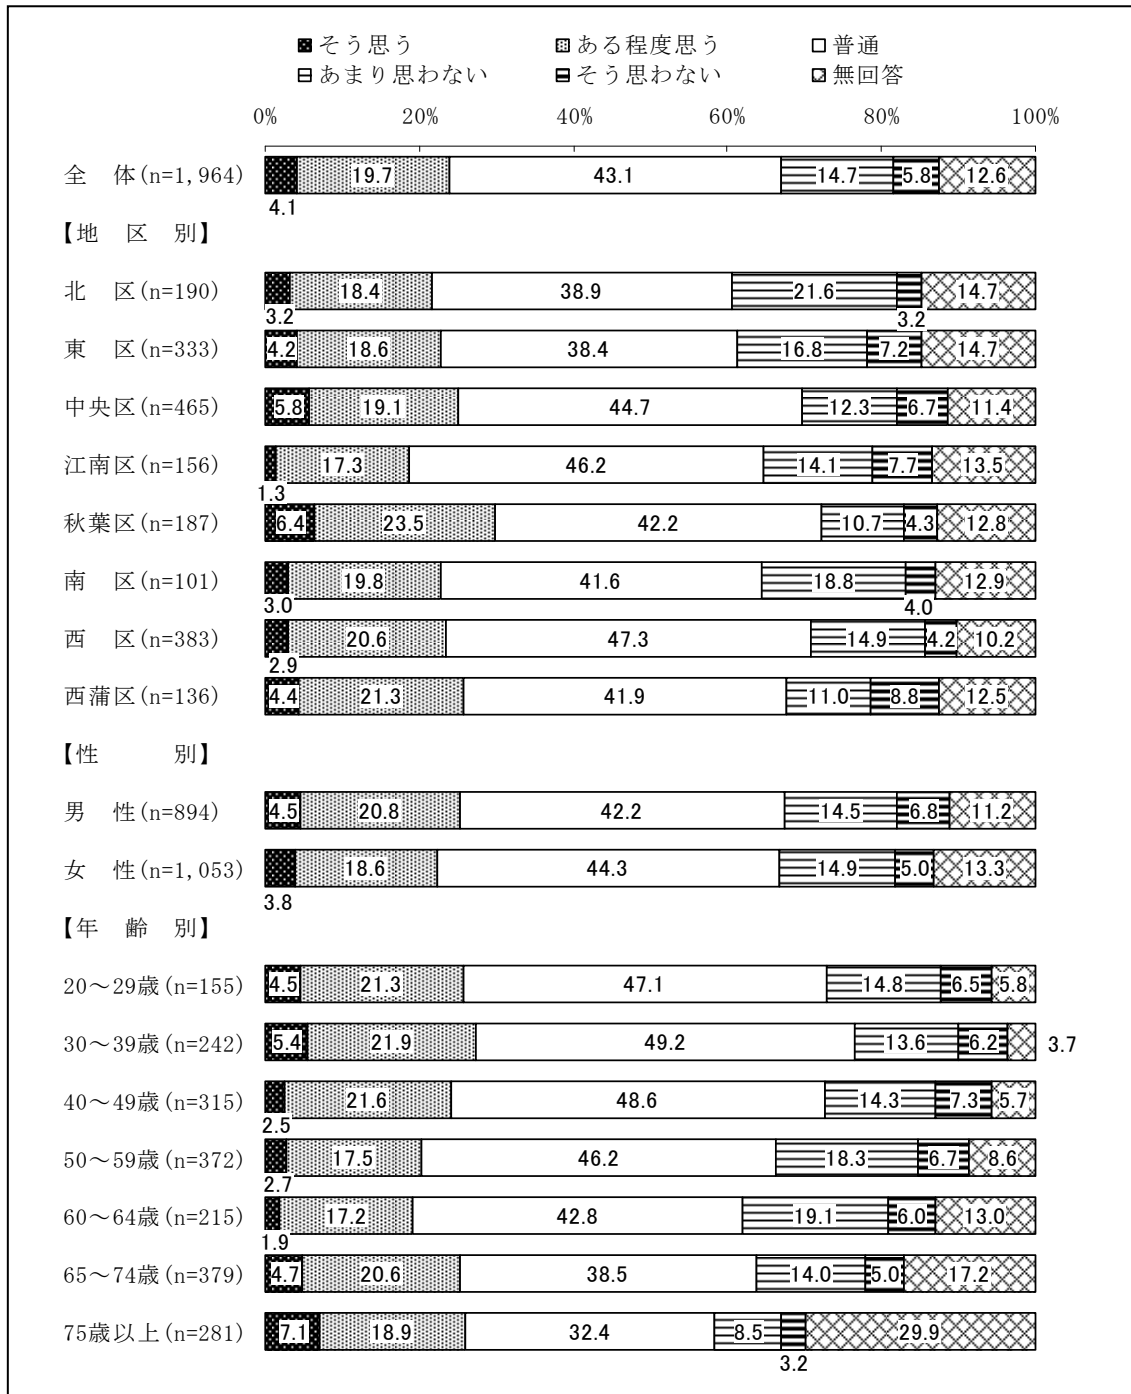 そう思う ある程度思う 普通
あまり思わない そう思わない 無回答
0% 20% 40% 60% 80% 100%
全 体(n=1,964) 19.7 43.1 14.7 5.8 12.6
4.1
【地 区 別】
北 区(n=190) 18.4 38.9 21.6 14.7
3.2 3.2
東 区(n=333) 4.2 18.6 38.4 16.8 7.2 14.7
中央区(n=465) 5.8 19.1 44.7 12.3 6.7 11.4
江南区(n=156) 17.3 46.2 14.1 7.7 13.5
1.3
秋葉区(n=187) 6.4 23.5 42.2 10.7 4.3 12.8
南 区(n=101) 19.8 41.6 18.8 12.9
3.0 4.0
西 区(n=383) 20.6 47.3 14.9 4.2 10.2
2.9
西蒲区(n=136) 4.4 21.3 41.9 11.0 8.8 12.5
【性 別】
男 性(n=894) 4.5 20.8 42.2 14.5 6.8 11.2
女 性(n=1,053) 18.6 44.3 14.9 5.0 13.3
3.8
【年 齢 別】
20～29歳(n=155) 4.5 21.3 47.1 14.8 6.5 5.8
30～39歳(n=242) 5.4 21.9 49.2 13.6 6.2 3.7
40～49歳(n=315) 21.6 48.6 14.3 7.3 5.7
2.5
50～59歳(n=372) 17.5 46.2 18.3 6.7 8.6
2.7
60～64歳(n=215) 17.2 42.8 19.1 6.0 13.0
1.9
65～74歳(n=379) 4.7 20.6 38.5 14.0 5.0 17.2
75歳以上(n=281) 7.1 18.9 32.4 8.5 29.9
3.2